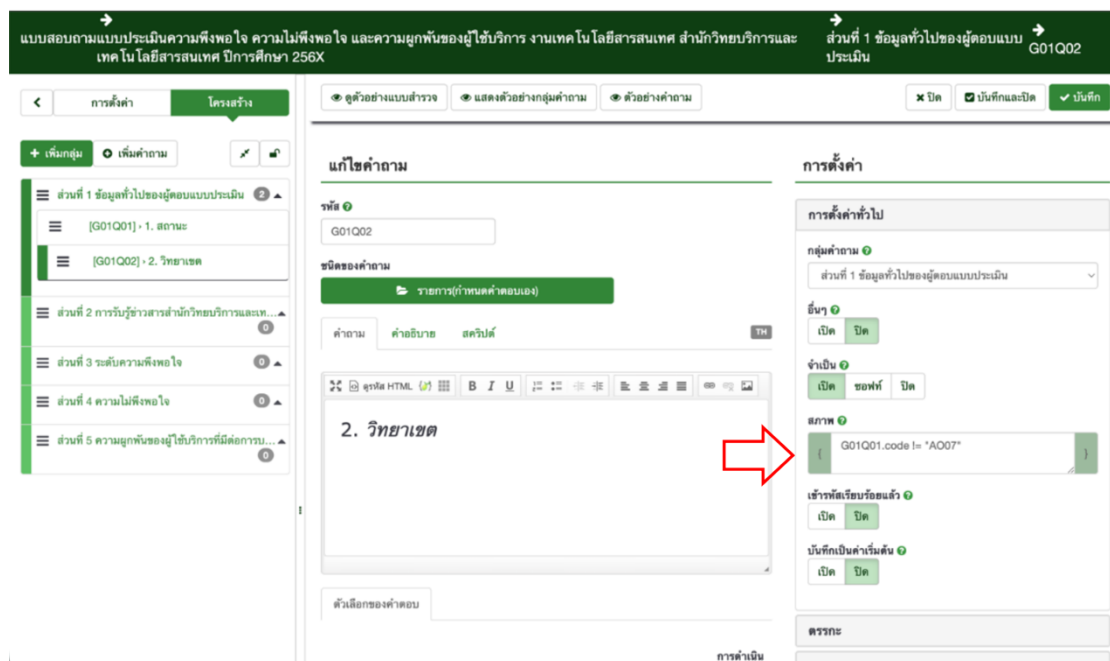 แบบสอบถามแบบประเมินความพึงพอใจ ความไม่พึงพอใจ และความผูกพันของผู้ใช้บริการ งานเทคโนโลยีสารสนเทศ สำนักวิทยบริการและ
เทคโนโลยีสารสนเทศ ปีการศึกษา 256X
ส่วนที่ 1 ข้อมูลทั่วไปของผู้ตอบแบบ
ประเมิน
G01Q02
การตั้งค่า
โครงสร้าง
ดูตัวอย่างแบบสำรวจ
แสดงตัวอย่างกลุ่มคำถาม
ตัวอย่างคำถาม
ปิด
บันทึกและปิด
บันทึก
เพิ่มกลุ่ม
เพิ่มคำถาม
ส่วนที่ 1 ข้อมูลทั่วไปของผู้ตอบแบบประเมิน 2
[G01Q01] › 1. สถานะ
[G01Q02] › 2. วิทยาเขต
ส่วนที่ 2 การรับรู้ข่าวสารสำนักวิทยบริการและเท...
0
ส่วนที่ 3 ระดับความพึงพอใจ 0
ส่วนที่ 4 ความไม่พึงพอใจ 0
ส่วนที่ 5 ความผูกพันของผู้ใช้บริการที่มีต่อการบ...
0
แก้ไขคำถาม
รหัส
G01Q02
ชนิดของคำถาม
รายการ(กำหนดคำตอบเอง)
คำถาม
คำอธิบาย
สคริปต์
TH
ดูรหัส HTML
B I U
2. วิทยาเขต
ตัวเลือกของคำตอบ
การดำเนิน
การตั้งค่า
การตั้งค่าทั่วไป
กลุ่มคำถาม
ส่วนที่ 1 ข้อมูลทั่วไปของผู้ตอบแบบประเมิน
อื่นๆ
เปิด ปิด
จำเป็น
เปิด ซอฟท์ ปิด
สภาพ
{ G01Q01.code != "AO07" }
เข้ารหัสเรียบร้อยแล้ว
เปิด ปิด
บันทึกเป็นค่าเริ่มต้น
เปิด ปิด
ตรรกะ